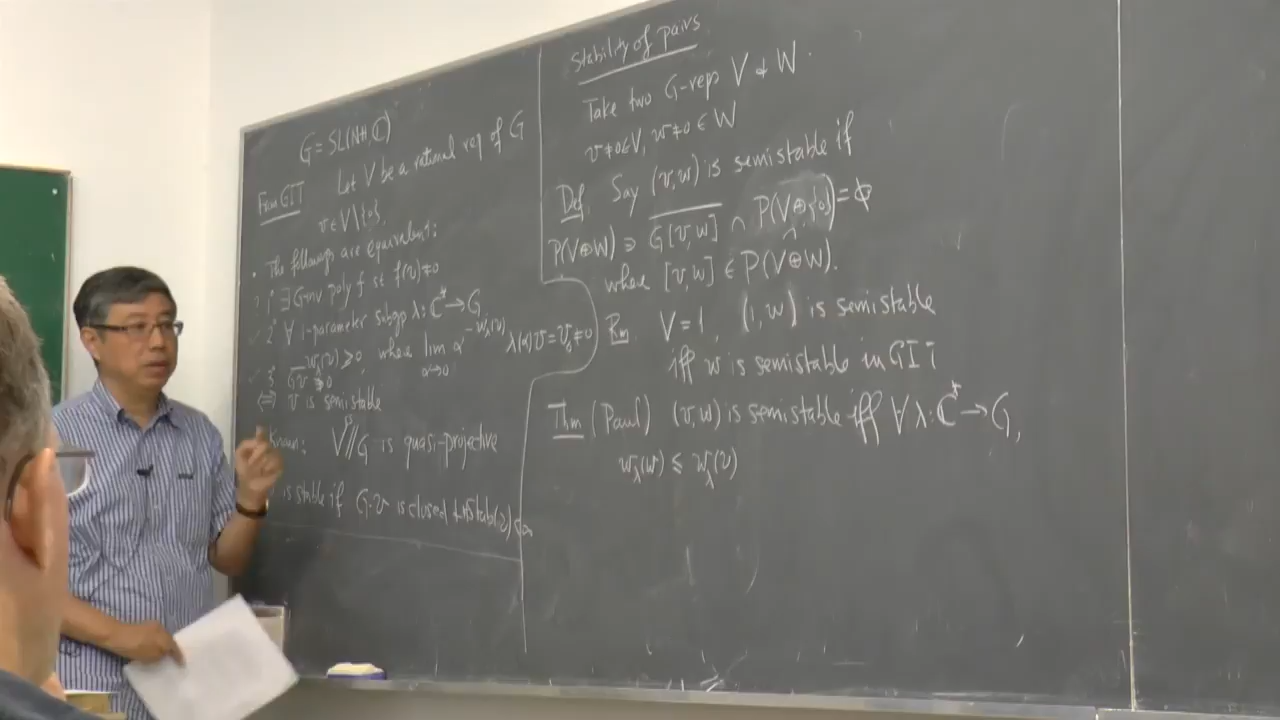 G = SL(N+1, ℂ)
From GIT Let V be a rational rep of G
v ∈ V\{0}.
• The followings are equivalent:
1° ∃ G-inv poly f st f(v)≠0
2° ∀ 1-parameter subgp λ: ℂ* → G
w_λ(v) ≥ 0, where lim_{α→0} α^{-w_λ(v)} λ(α)v = v_0 ≠ 0
3° \overline{Gv} ∌ 0
⟺ v is semistable
Known: V^{ss}//G is quasi-projective
is stable if G·v is closed
Stability of pairs
Take two G-reps V & W.
v≠0∈V, w≠0∈W
Def. Say (v,w) is semistable if
P(V⊕W) ∋ \overline{G[v,w]} ∩ P(V⊕{0}) = ϕ
where [v,w] ∈ P(V⊕W).
Rm V=1, (1,w) is semistable
iff w is semistable in GIT
Thm (Paul) (v,w) is semistable iff ∀ λ: ℂ* → G,
w_λ(w) ≤ w_λ(v)